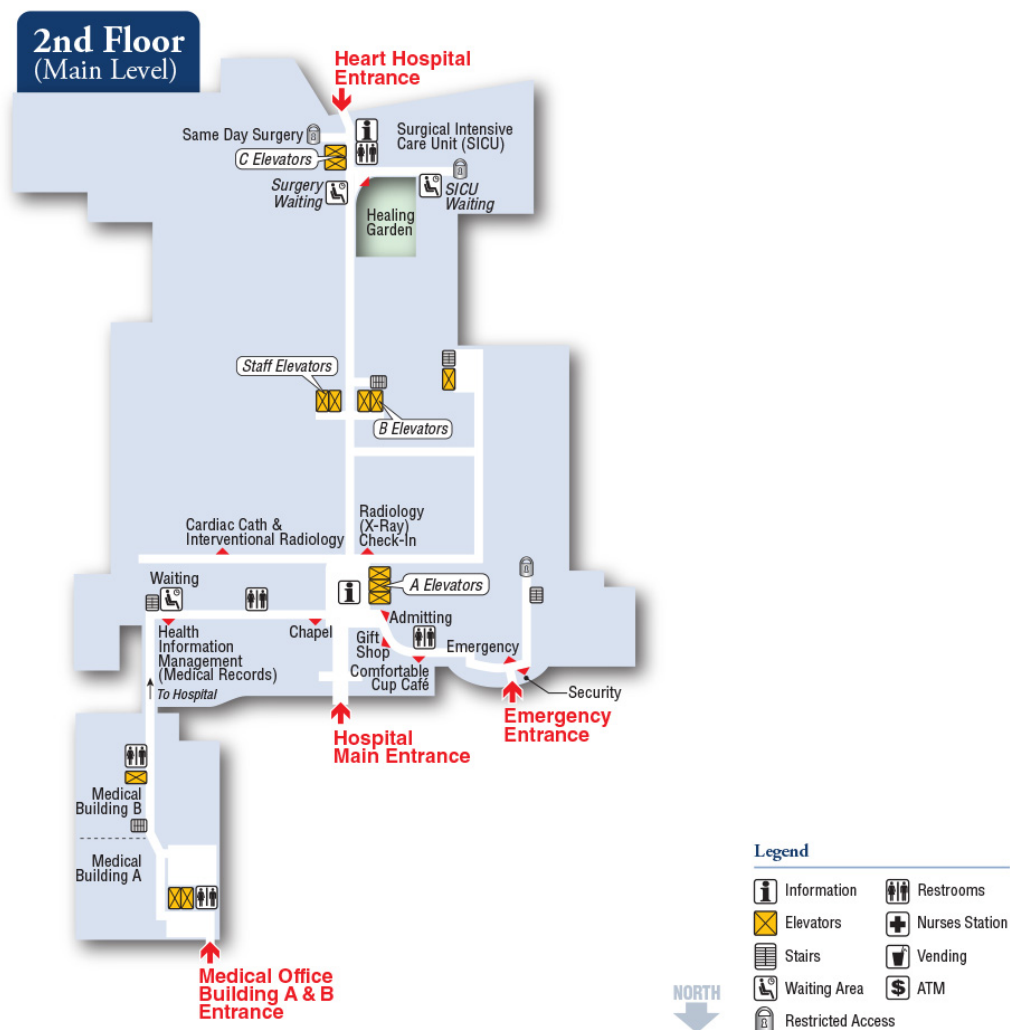 2nd Floor
(Main Level)
Heart Hospital
Entrance
Same Day Surgery
Surgical Intensive
Care Unit (SICU)
C Elevators
Surgery
Waiting
SICU
Waiting
Healing
Garden
Staff Elevators
B Elevators
Cardiac Cath &
Interventional Radiology
Radiology
(X-Ray)
Check-In
Waiting
A Elevators
Admitting
Health
Information
Management
(Medical Records)
Chapel
Gift
Shop
Emergency
Comfortable
Cup Café
To Hospital
Security
Hospital
Main Entrance
Emergency
Entrance
Medical
Building B
Medical
Building A
Medical Office
Building A & B
Entrance
NORTH
Legend
Information
Restrooms
Elevators
Nurses Station
Stairs
Vending
Waiting Area
$ ATM
Restricted Access